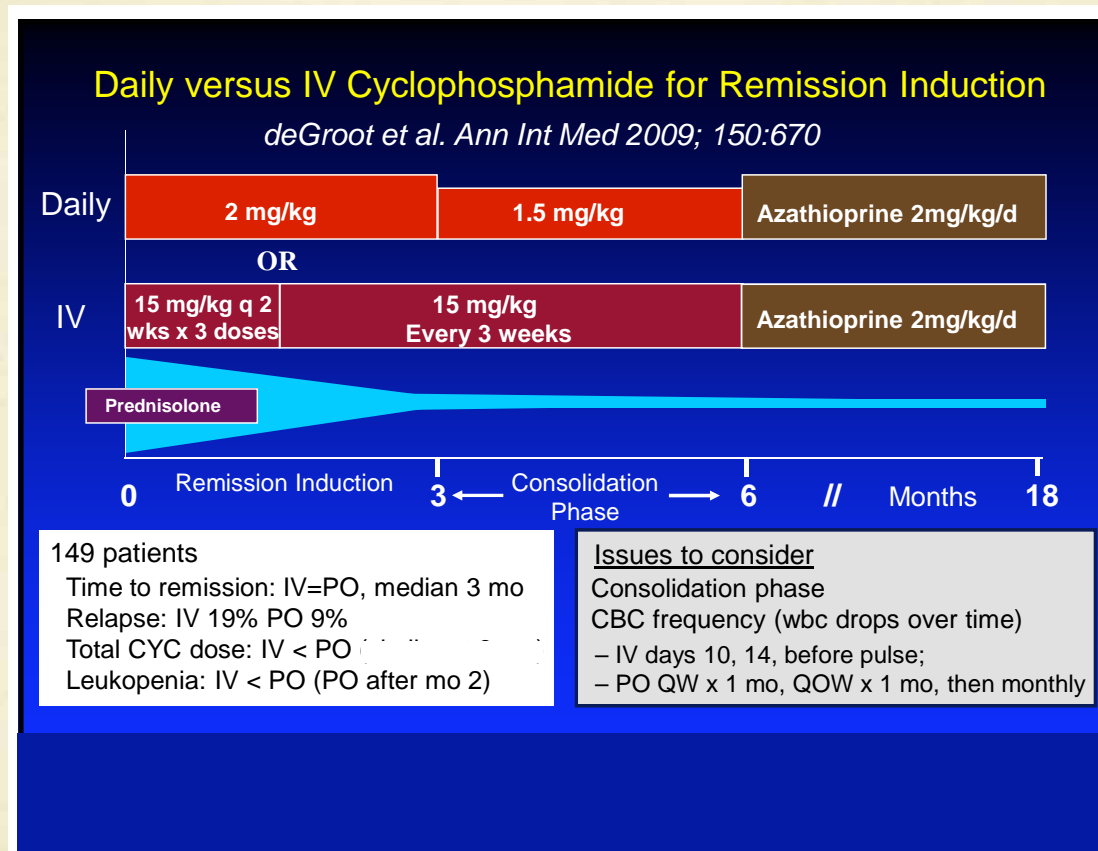 Daily versus IV Cyclophosphamide for Remission Induction
deGroot et al. Ann Int Med 2009; 150:670
Daily
2 mg/kg
1.5 mg/kg
Azathioprine 2mg/kg/d
OR
IV
15 mg/kg q 2
wks x 3 doses
15 mg/kg
Every 3 weeks
Azathioprine 2mg/kg/d
Prednisolone
0
Remission Induction
3
Consolidation
Phase
6
//
Months
18
149 patients
Time to remission: IV=PO, median 3 mo
Relapse: IV 19% PO 9%
Total CYC dose: IV < PO (
Leukopenia: IV < PO (PO after mo 2)
Issues to consider
Consolidation phase
CBC frequency (wbc drops over time)
– IV days 10, 14, before pulse;
– PO QW x 1 mo, QOW x 1 mo, then monthly